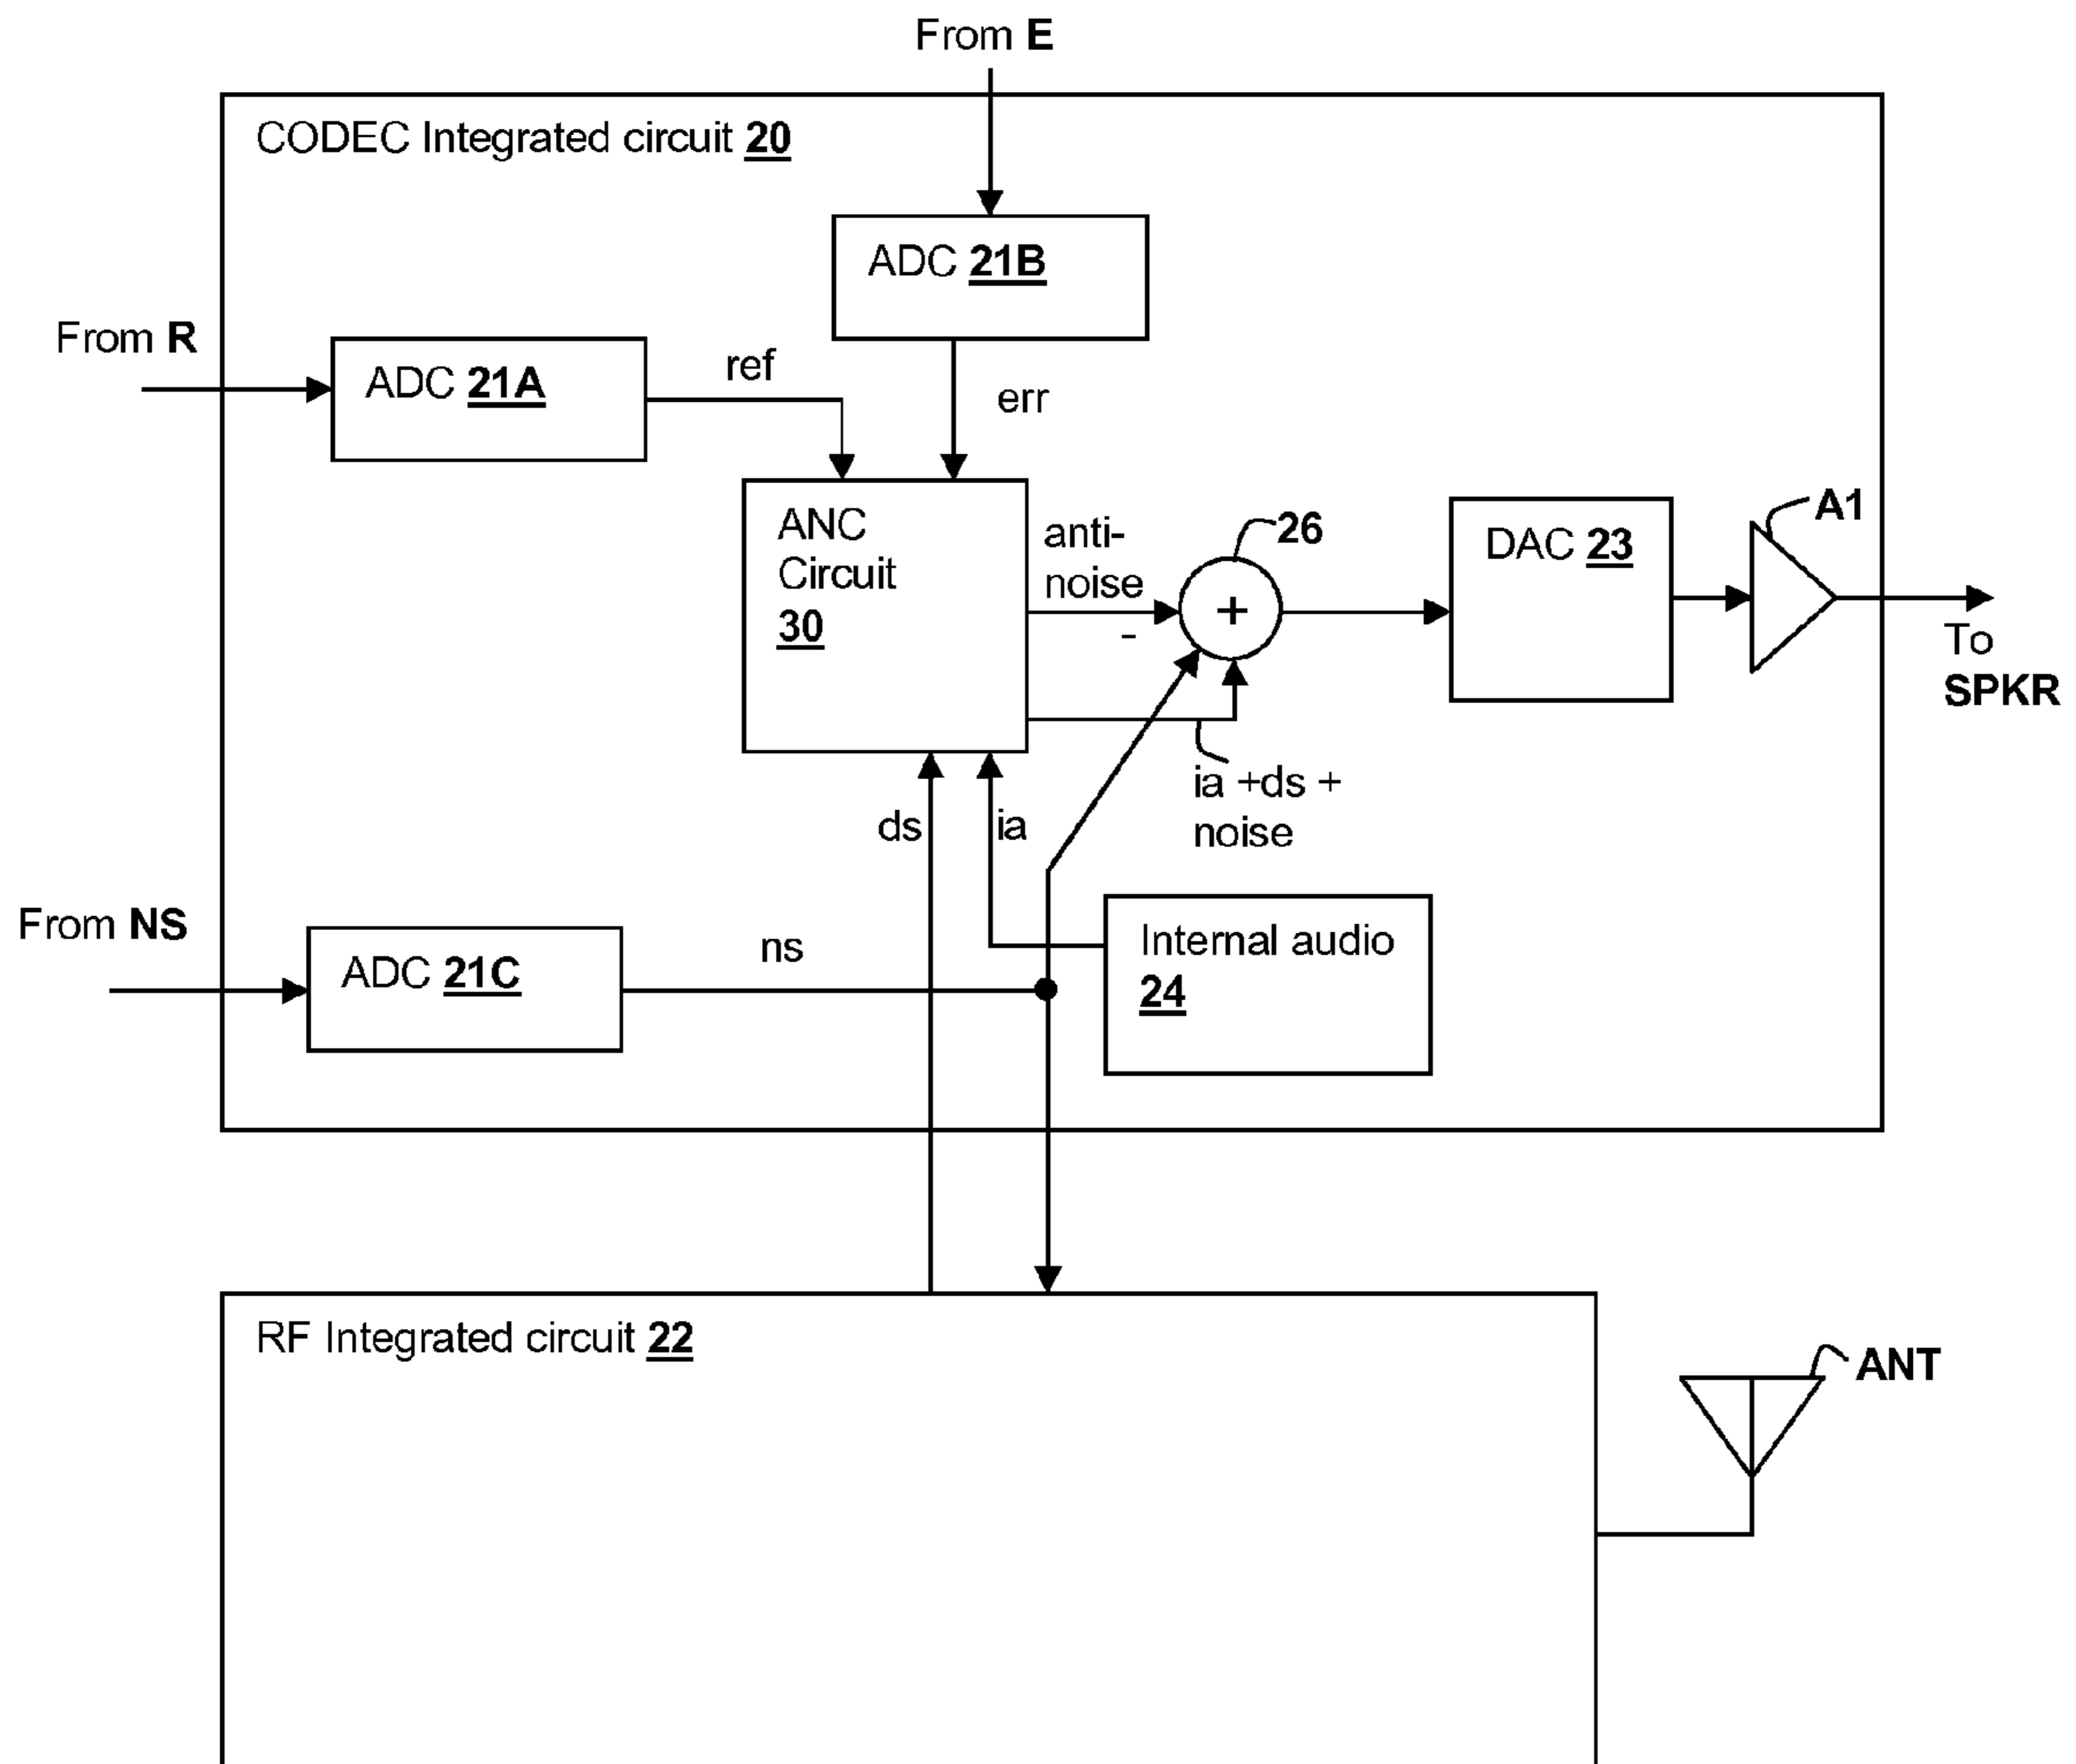 From E
CODEC Integrated circuit 20
ADC 21B
From R
ADC 21A
ref
err
ANC
Circuit
30
anti-
noise
-
26
+
DAC 23
A1
To
SPKR
ia +ds +
noise
ds
ia
From NS
ADC 21C
ns
Internal audio
24
RF Integrated circuit 22
ANT